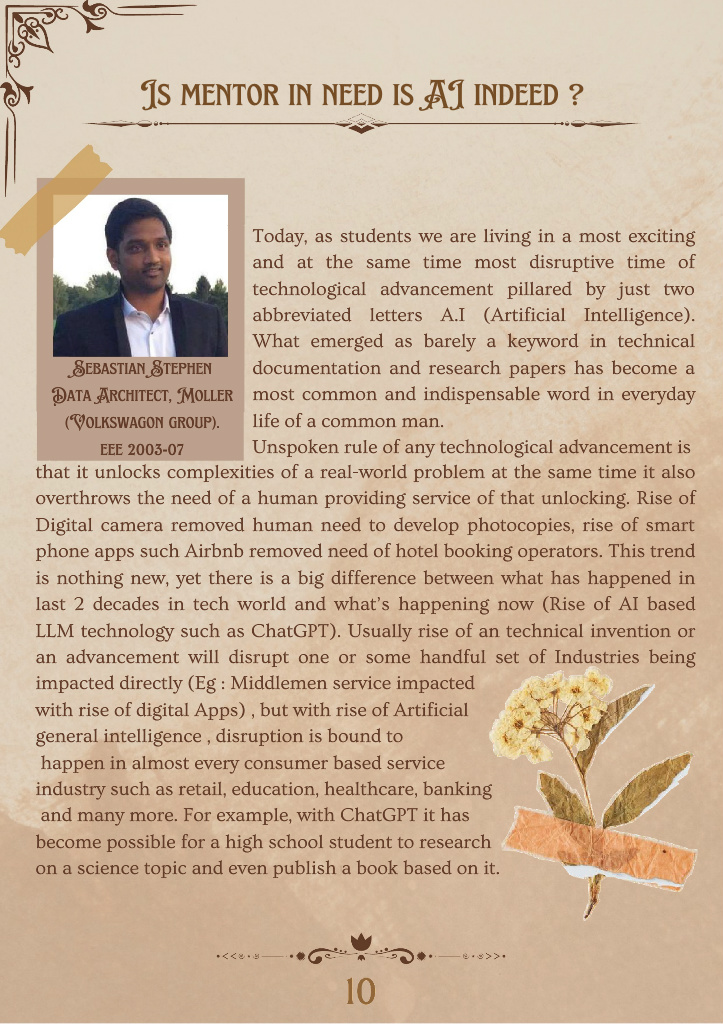 Is mentor in need is AI indeed ?
Sebastian Stephen
Data Architect, Moller
(Volkswagon group).
EEE 2003-07
Today, as students we are living in a most exciting
and at the same time most disruptive time of
technological advancement pillared by just two
abbreviated letters A.I (Artificial Intelligence).
What emerged as barely a keyword in technical
documentation and research papers has become a
most common and indispensable word in everyday
life of a common man.
Unspoken rule of any technological advancement is
that it unlocks complexities of a real-world problem at the same time it also
overthrows the need of a human providing service of that unlocking. Rise of
Digital camera removed human need to develop photocopies, rise of smart
phone apps such Airbnb removed need of hotel booking operators. This trend
is nothing new, yet there is a big difference between what has happened in
last 2 decades in tech world and what's happening now (Rise of AI based
LLM technology such as ChatGPT). Usually rise of an technical invention or
an advancement will disrupt one or some handful set of Industries being
impacted directly (Eg : Middlemen service impacted
with rise of digital Apps) , but with rise of Artificial
general intelligence , disruption is bound to
happen in almost every consumer based service
industry such as retail, education, healthcare, banking
and many more. For example, with ChatGPT it has
become possible for a high school student to research
on a science topic and even publish a book based on it.
10